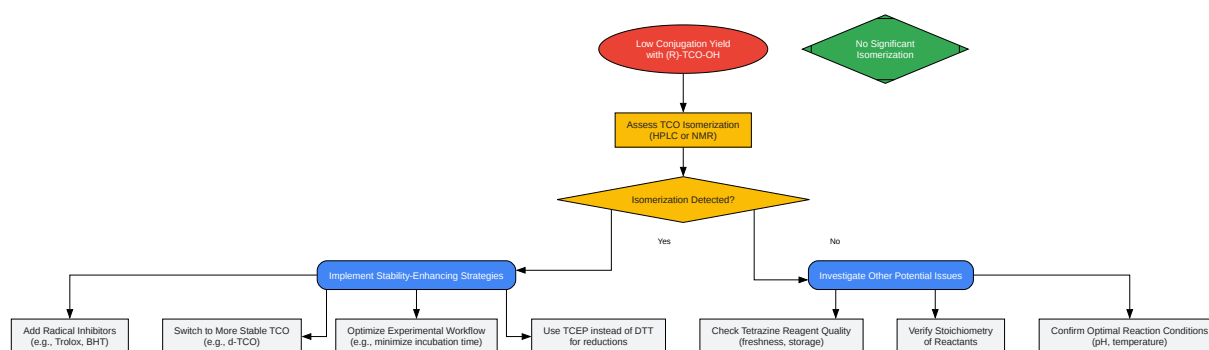 Low Conjugation Yield
with (R)-TCO-OH
No Significant
Isomerization
Assess TCO Isomerization
(HPLC or NMR)
Isomerization Detected?
Yes
No
Implement Stability-Enhancing Strategies
Investigate Other Potential Issues
Add Radical Inhibitors
(e.g., Trolox, BHT)
Switch to More Stable TCO
(e.g., d-TCO)
Optimize Experimental Workflow
(e.g., minimize incubation time)
Use TCEP instead of DTT
for reductions
Check Tetrazine Reagent Quality
(freshness, storage)
Verify Stoichiometry
of Reactants
Confirm Optimal Reaction Conditions
(pH, temperature)